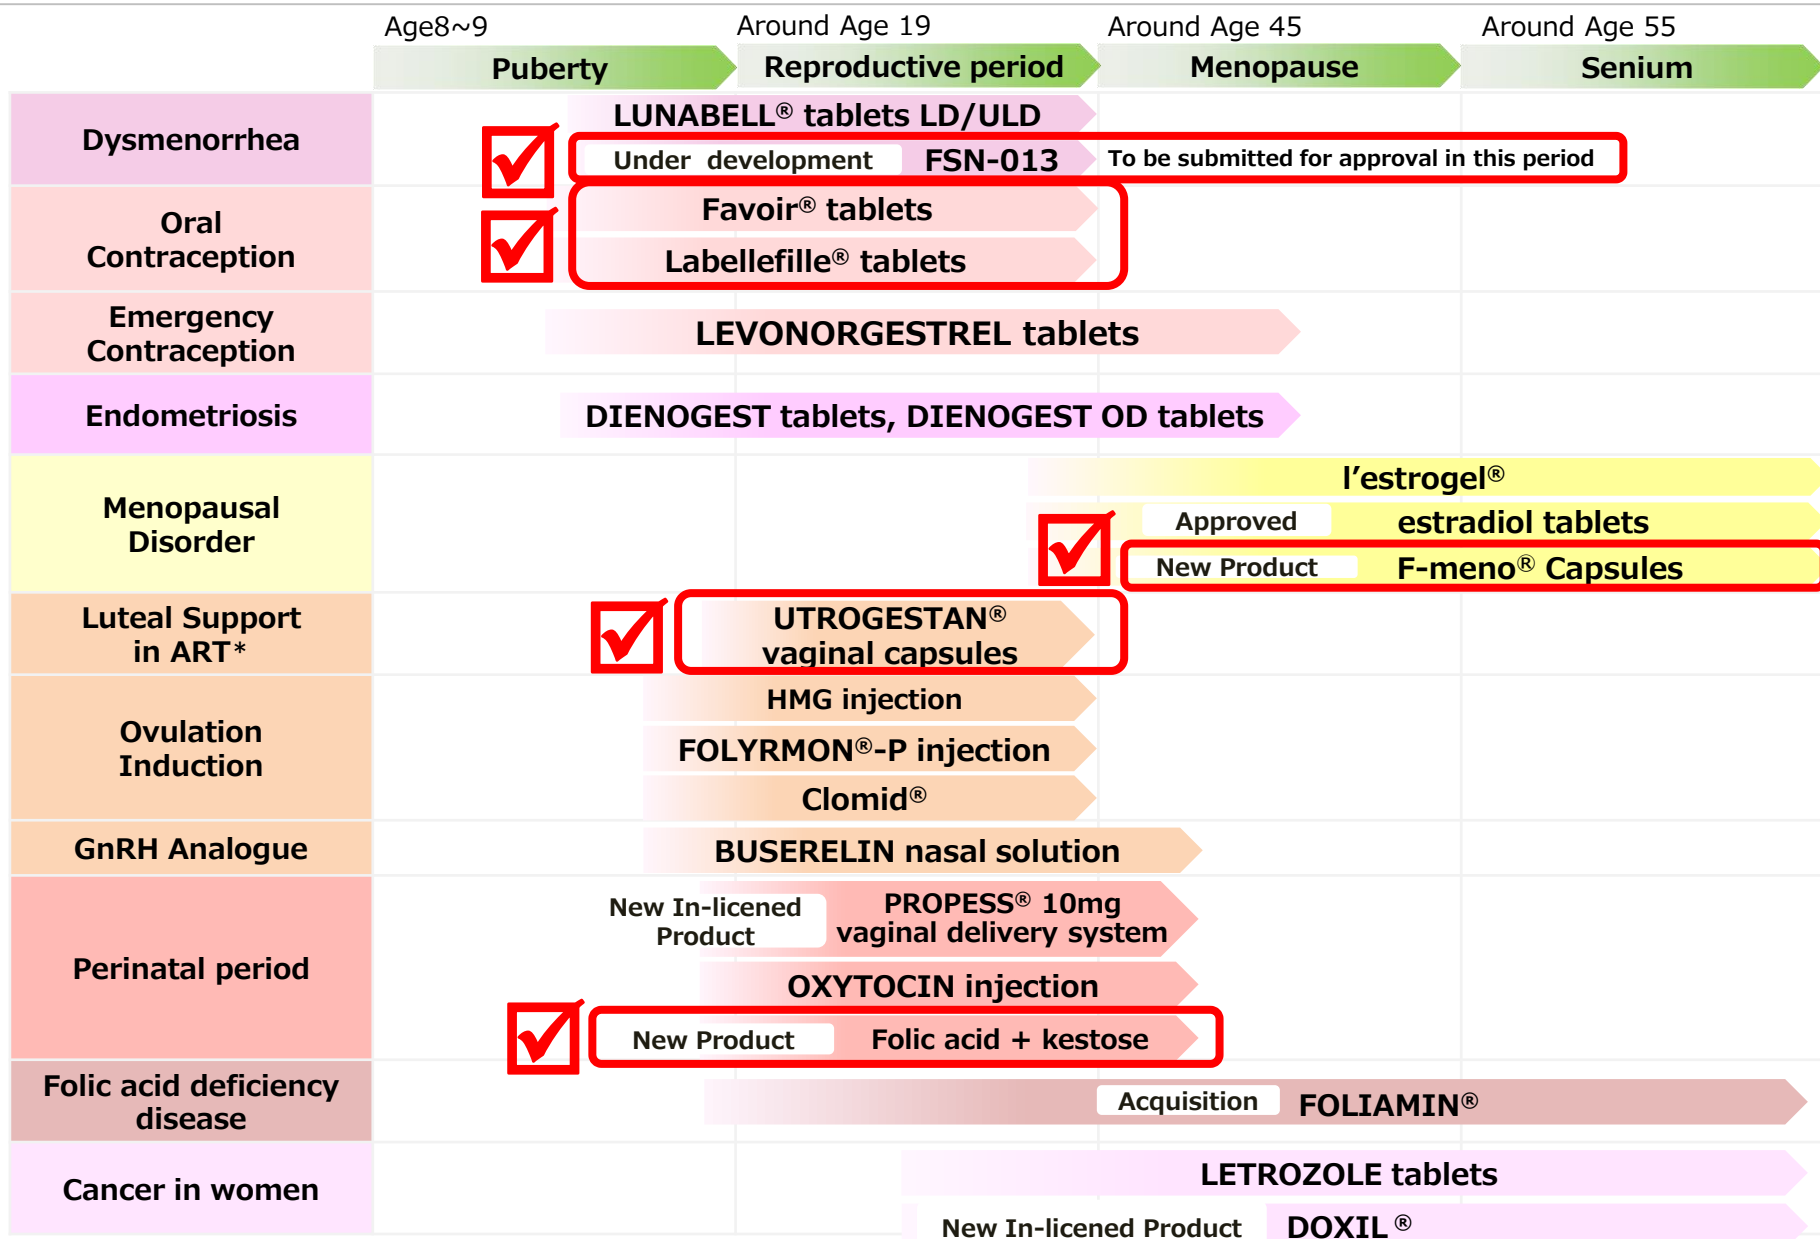 Age8~9
Around Age 19
Around Age 45
Around Age 55
Puberty
Reproductive period
Menopause
Senium
Dysmenorrhea
LUNABELL® tablets LD/ULD
Under development
FSN-013
To be submitted for approval in this period
Oral
Contraception
Favoir® tablets
Labellefille® tablets
Emergency
Contraception
LEVONORGESTREL tablets
Endometriosis
DIENOGEST tablets, DIENOGEST OD tablets
Menopausal
Disorder
l’estrogel®
Approved
estradiol tablets
New Product
F-meno® Capsules
Luteal Support
in ART*
UTROGESTAN®
vaginal capsules
Ovulation
Induction
HMG injection
FOLYRMON®-P injection
Clomid®
GnRH Analogue
BUSERELIN nasal solution
Perinatal period
New In-licened
Product
PROPESS® 10mg
vaginal delivery system
OXYTOCIN injection
New Product
Folic acid + kestose
Folic acid deficiency
disease
Acquisition
FOLIAMIN®
Cancer in women
LETROZOLE tablets
New In-licened Product
DOXIL®